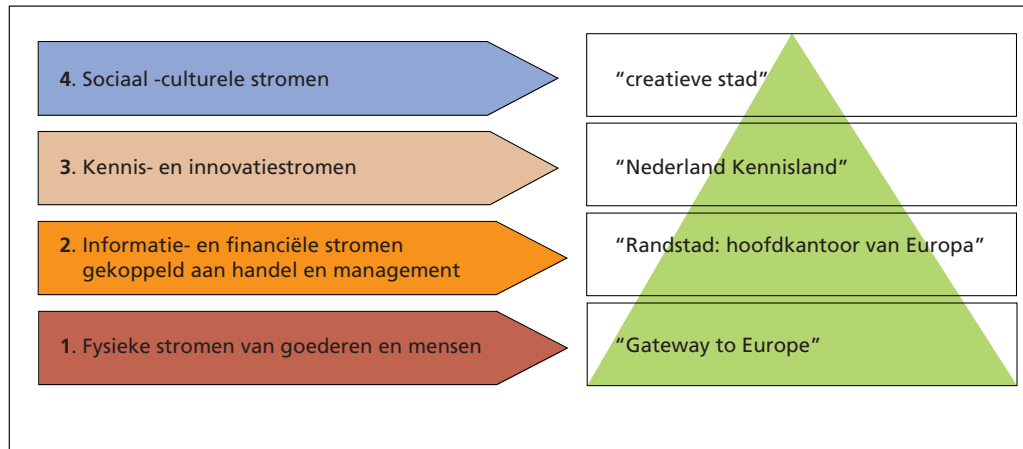 4. Sociaal -culturele stromen
"creatieve stad"
3. Kennis- en innovatiestromen
"Nederland Kennisland"
2. Informatie- en financiële stromen
gekoppeld aan handel en management
"Randstad: hoofdkantoor van Europa"
1. Fysieke stromen van goederen en mensen
"Gateway to Europe"